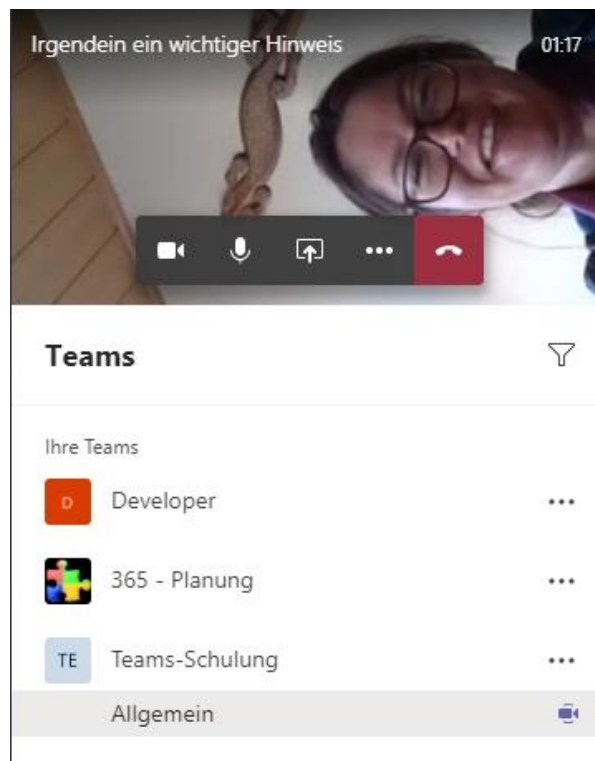 Irgendein ein wichtiger Hinweis 01:17
Teams
Ihre Teams
D Developer
365 - Planung
TE Teams-Schulung
Allgemein